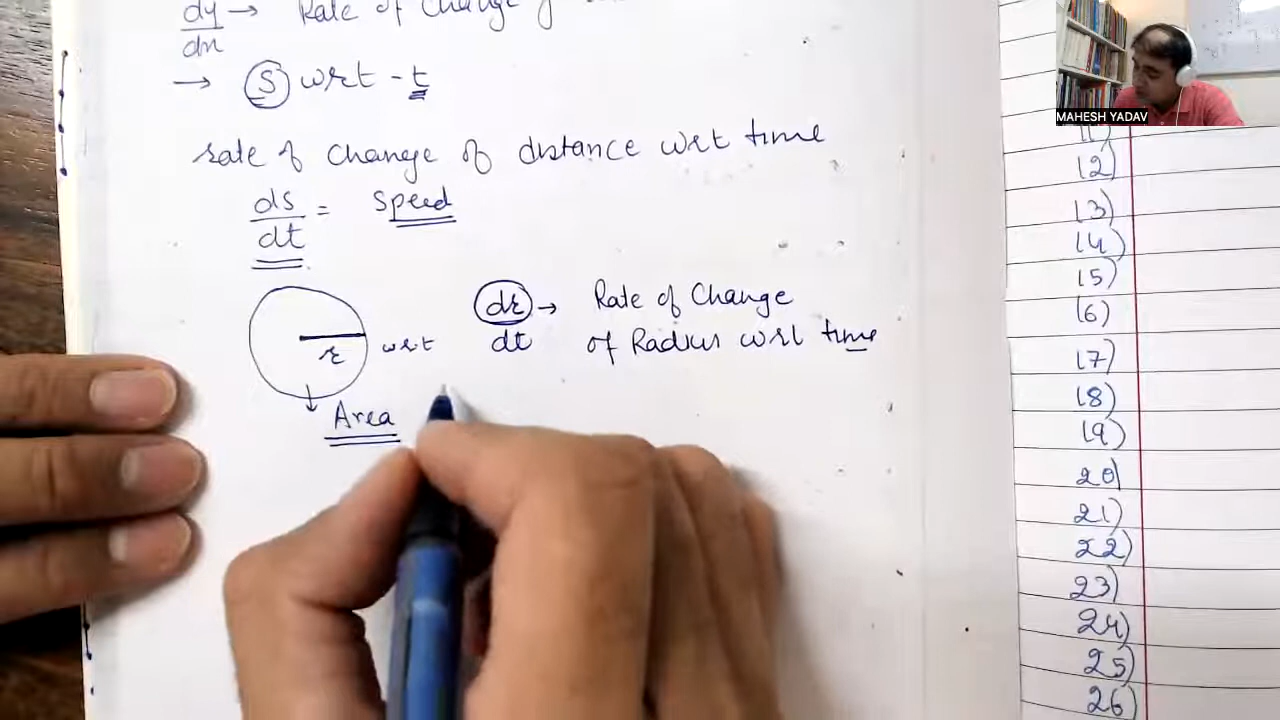 dy → Rate of Change
dx
→ S wrt - t
rate of change of distance wrt time
ds = speed
dt
dr → Rate of Change
r wrt dt of Radius wrt time
Area
MAHESH YADAV
11)
12)
13)
14)
15)
16)
17)
18)
19)
20)
21)
22)
23)
24)
25)
26)